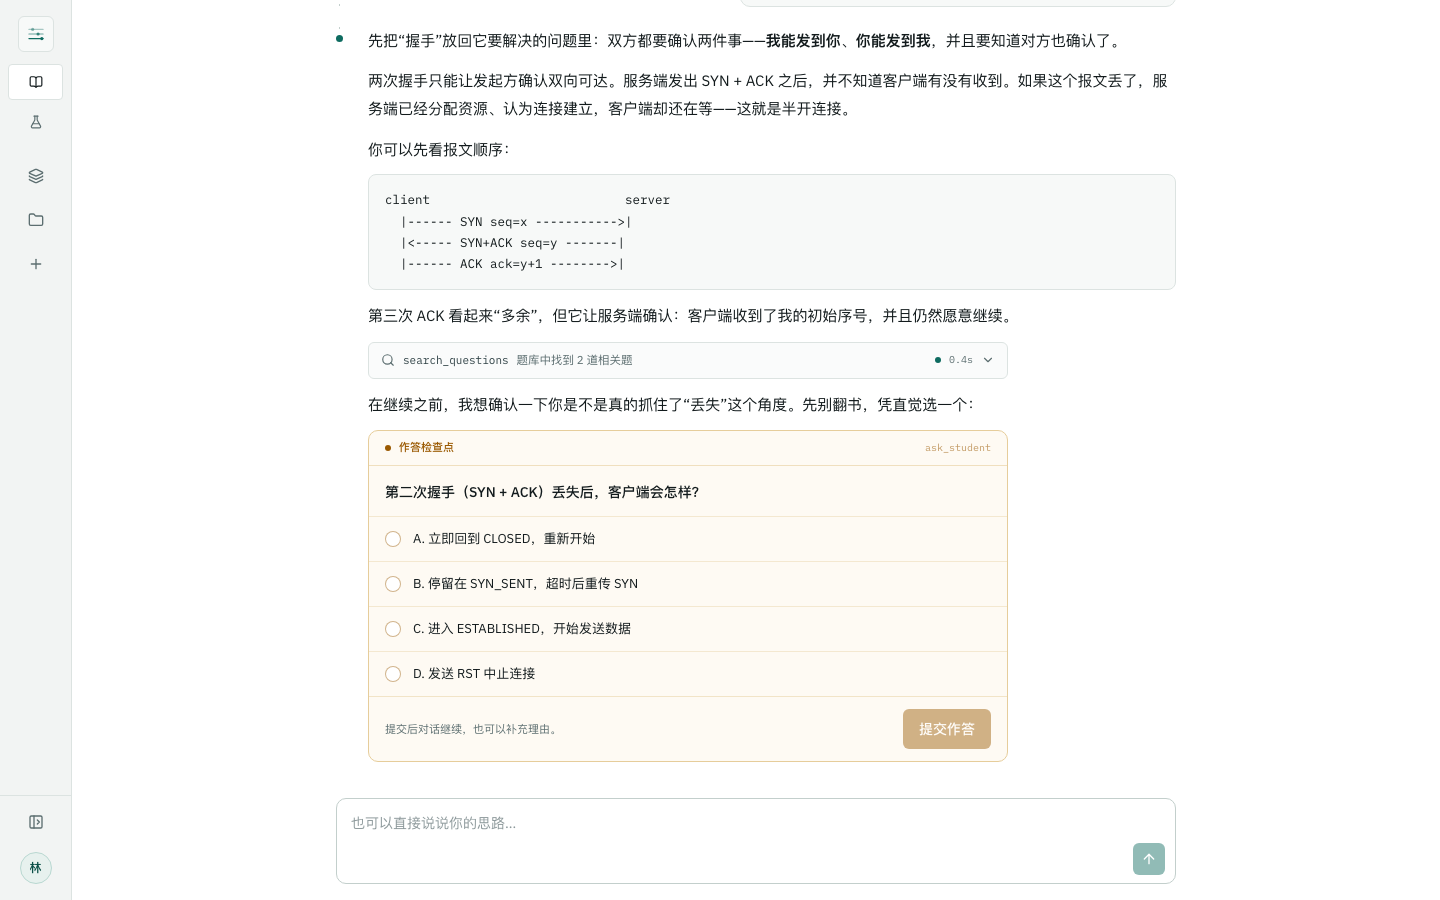 先把“握手”放回它要解决的问题里：双方都要确认两件事——我能发到你、你能发到我，并且要知道对方也确认了。
两次握手只能让发起方确认双向可达。服务端发出 SYN + ACK 之后，并不知道客户端有没有收到。如果这个报文丢了，服
务端已经分配资源、认为连接建立，客户端却还在等——这就是半开连接。
你可以先看报文顺序：
client                          server
  |------ SYN seq=x ----------->|
  |<----- SYN+ACK seq=y -------|
  |------ ACK ack=y+1 -------->|
第三次 ACK 看起来“多余”，但它让服务端确认：客户端收到了我的初始序号，并且仍然愿意继续。
search_questions 题库中找到 2 道相关题 0.4s
在继续之前，我想确认一下你是不是真的抓住了“丢失”这个角度。先别翻书，凭直觉选一个：
作答检查点 ask_student
第二次握手（SYN + ACK）丢失后，客户端会怎样？
A. 立即回到 CLOSED，重新开始
B. 停留在 SYN_SENT，超时后重传 SYN
C. 进入 ESTABLISHED，开始发送数据
D. 发送 RST 中止连接
提交后对话继续，也可以补充理由。 提交作答
也可以直接说说你的思路...
林